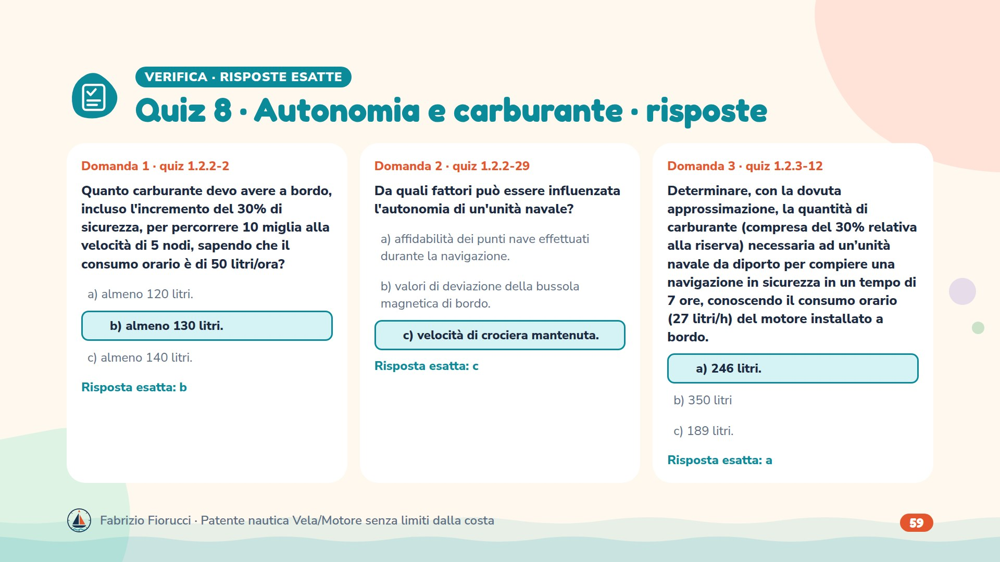 VERIFICA · RISPOSTE ESATTE
Quiz 8 · Autonomia e carburante · risposte
Domanda 1 · quiz 1.2.2-2
Quanto carburante devo avere a bordo,
incluso l'incremento del 30% di
sicurezza, per percorrere 10 miglia alla
velocità di 5 nodi, sapendo che il
consumo orario è di 50 litri/ora?
a) almeno 120 litri.
b) almeno 130 litri.
c) almeno 140 litri.
Risposta esatta: b
Domanda 2 · quiz 1.2.2-29
Da quali fattori può essere influenzata
l'autonomia di un'unità navale?
a) affidabilità dei punti nave effettuati
durante la navigazione.
b) valori di deviazione della bussola
magnetica di bordo.
c) velocità di crociera mantenuta.
Risposta esatta: c
Domanda 3 · quiz 1.2.3-12
Determinare, con la dovuta
approssimazione, la quantità di
carburante (compresa del 30% relativa
alla riserva) necessaria ad un’unità
navale da diporto per compiere una
navigazione in sicurezza in un tempo di
7 ore, conoscendo il consumo orario
(27 litri/h) del motore installato a
bordo.
a) 246 litri.
b) 350 litri
c) 189 litri.
Risposta esatta: a
Fabrizio Fiorucci · Patente nautica Vela/Motore senza limiti dalla costa
59